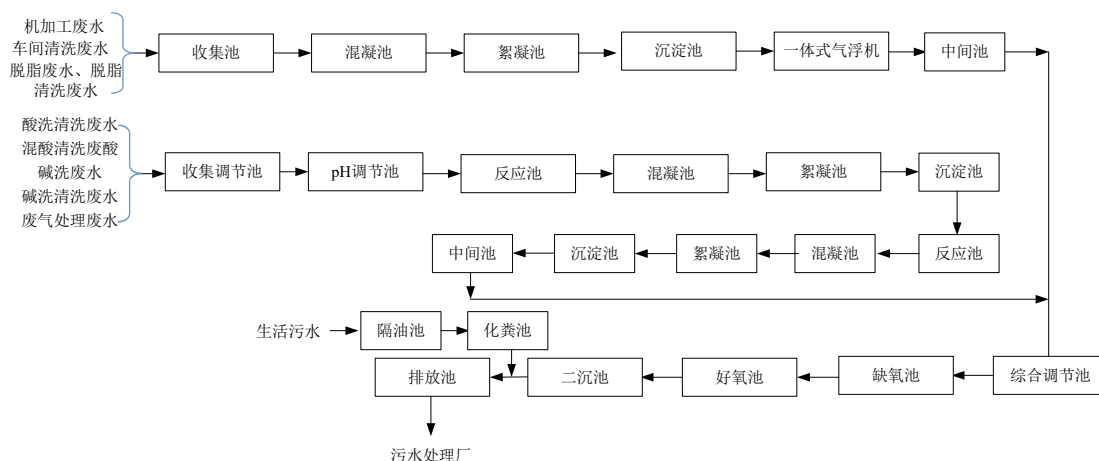 机加工废水
车间清洗废水
脱脂废水、脱脂
清洗废水
收集池
混凝池
絮凝池
沉淀池
一体式气浮机
中间池
酸洗清洗废水
混酸清洗废酸
碱洗废水
碱洗清洗废水
废气处理废水
收集调节池
pH调节池
反应池
混凝池
絮凝池
沉淀池
中间池
沉淀池
絮凝池
混凝池
反应池
生活污水
隔油池
化粪池
排放池
二沉池
好氧池
缺氧池
综合调节池
污水处理厂